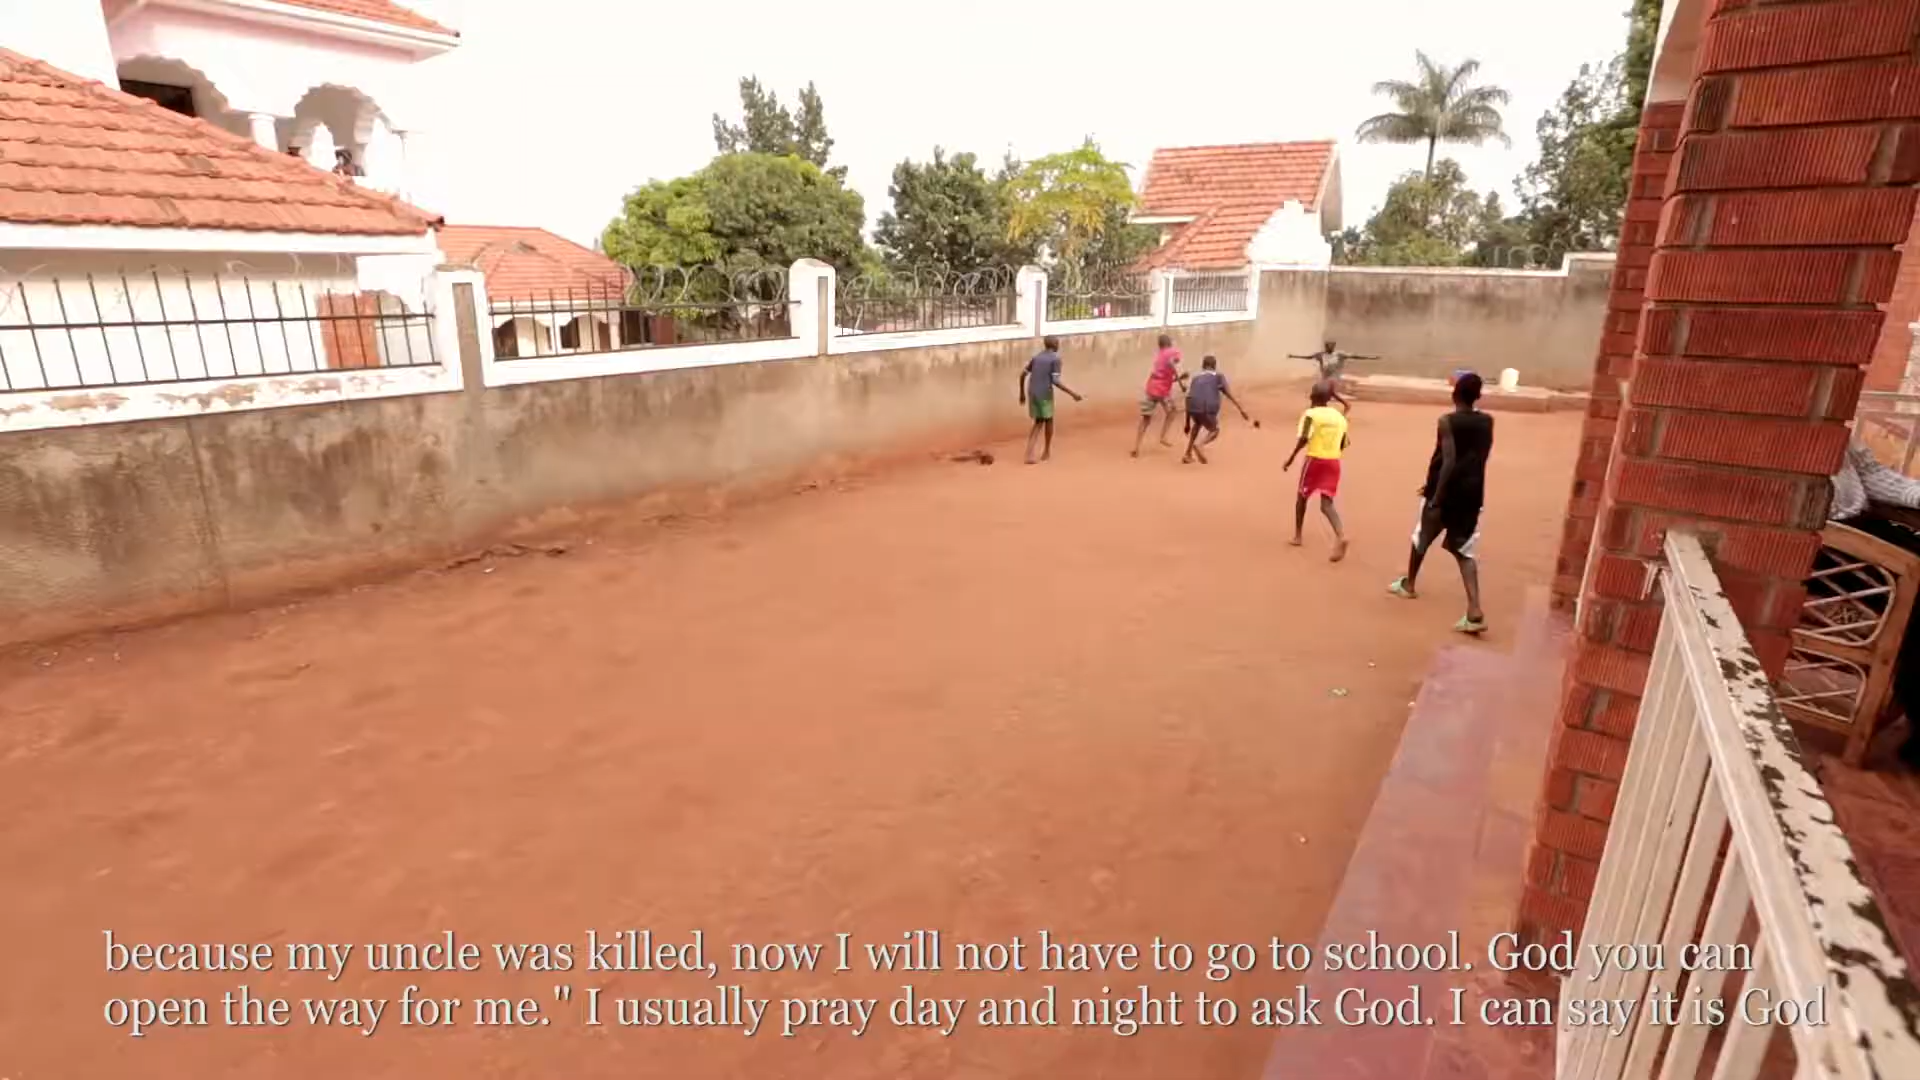 because my uncle was killed, now I will not have to go to school. God you can
open the way for me." I usually pray day and night to ask God. I can say it is God